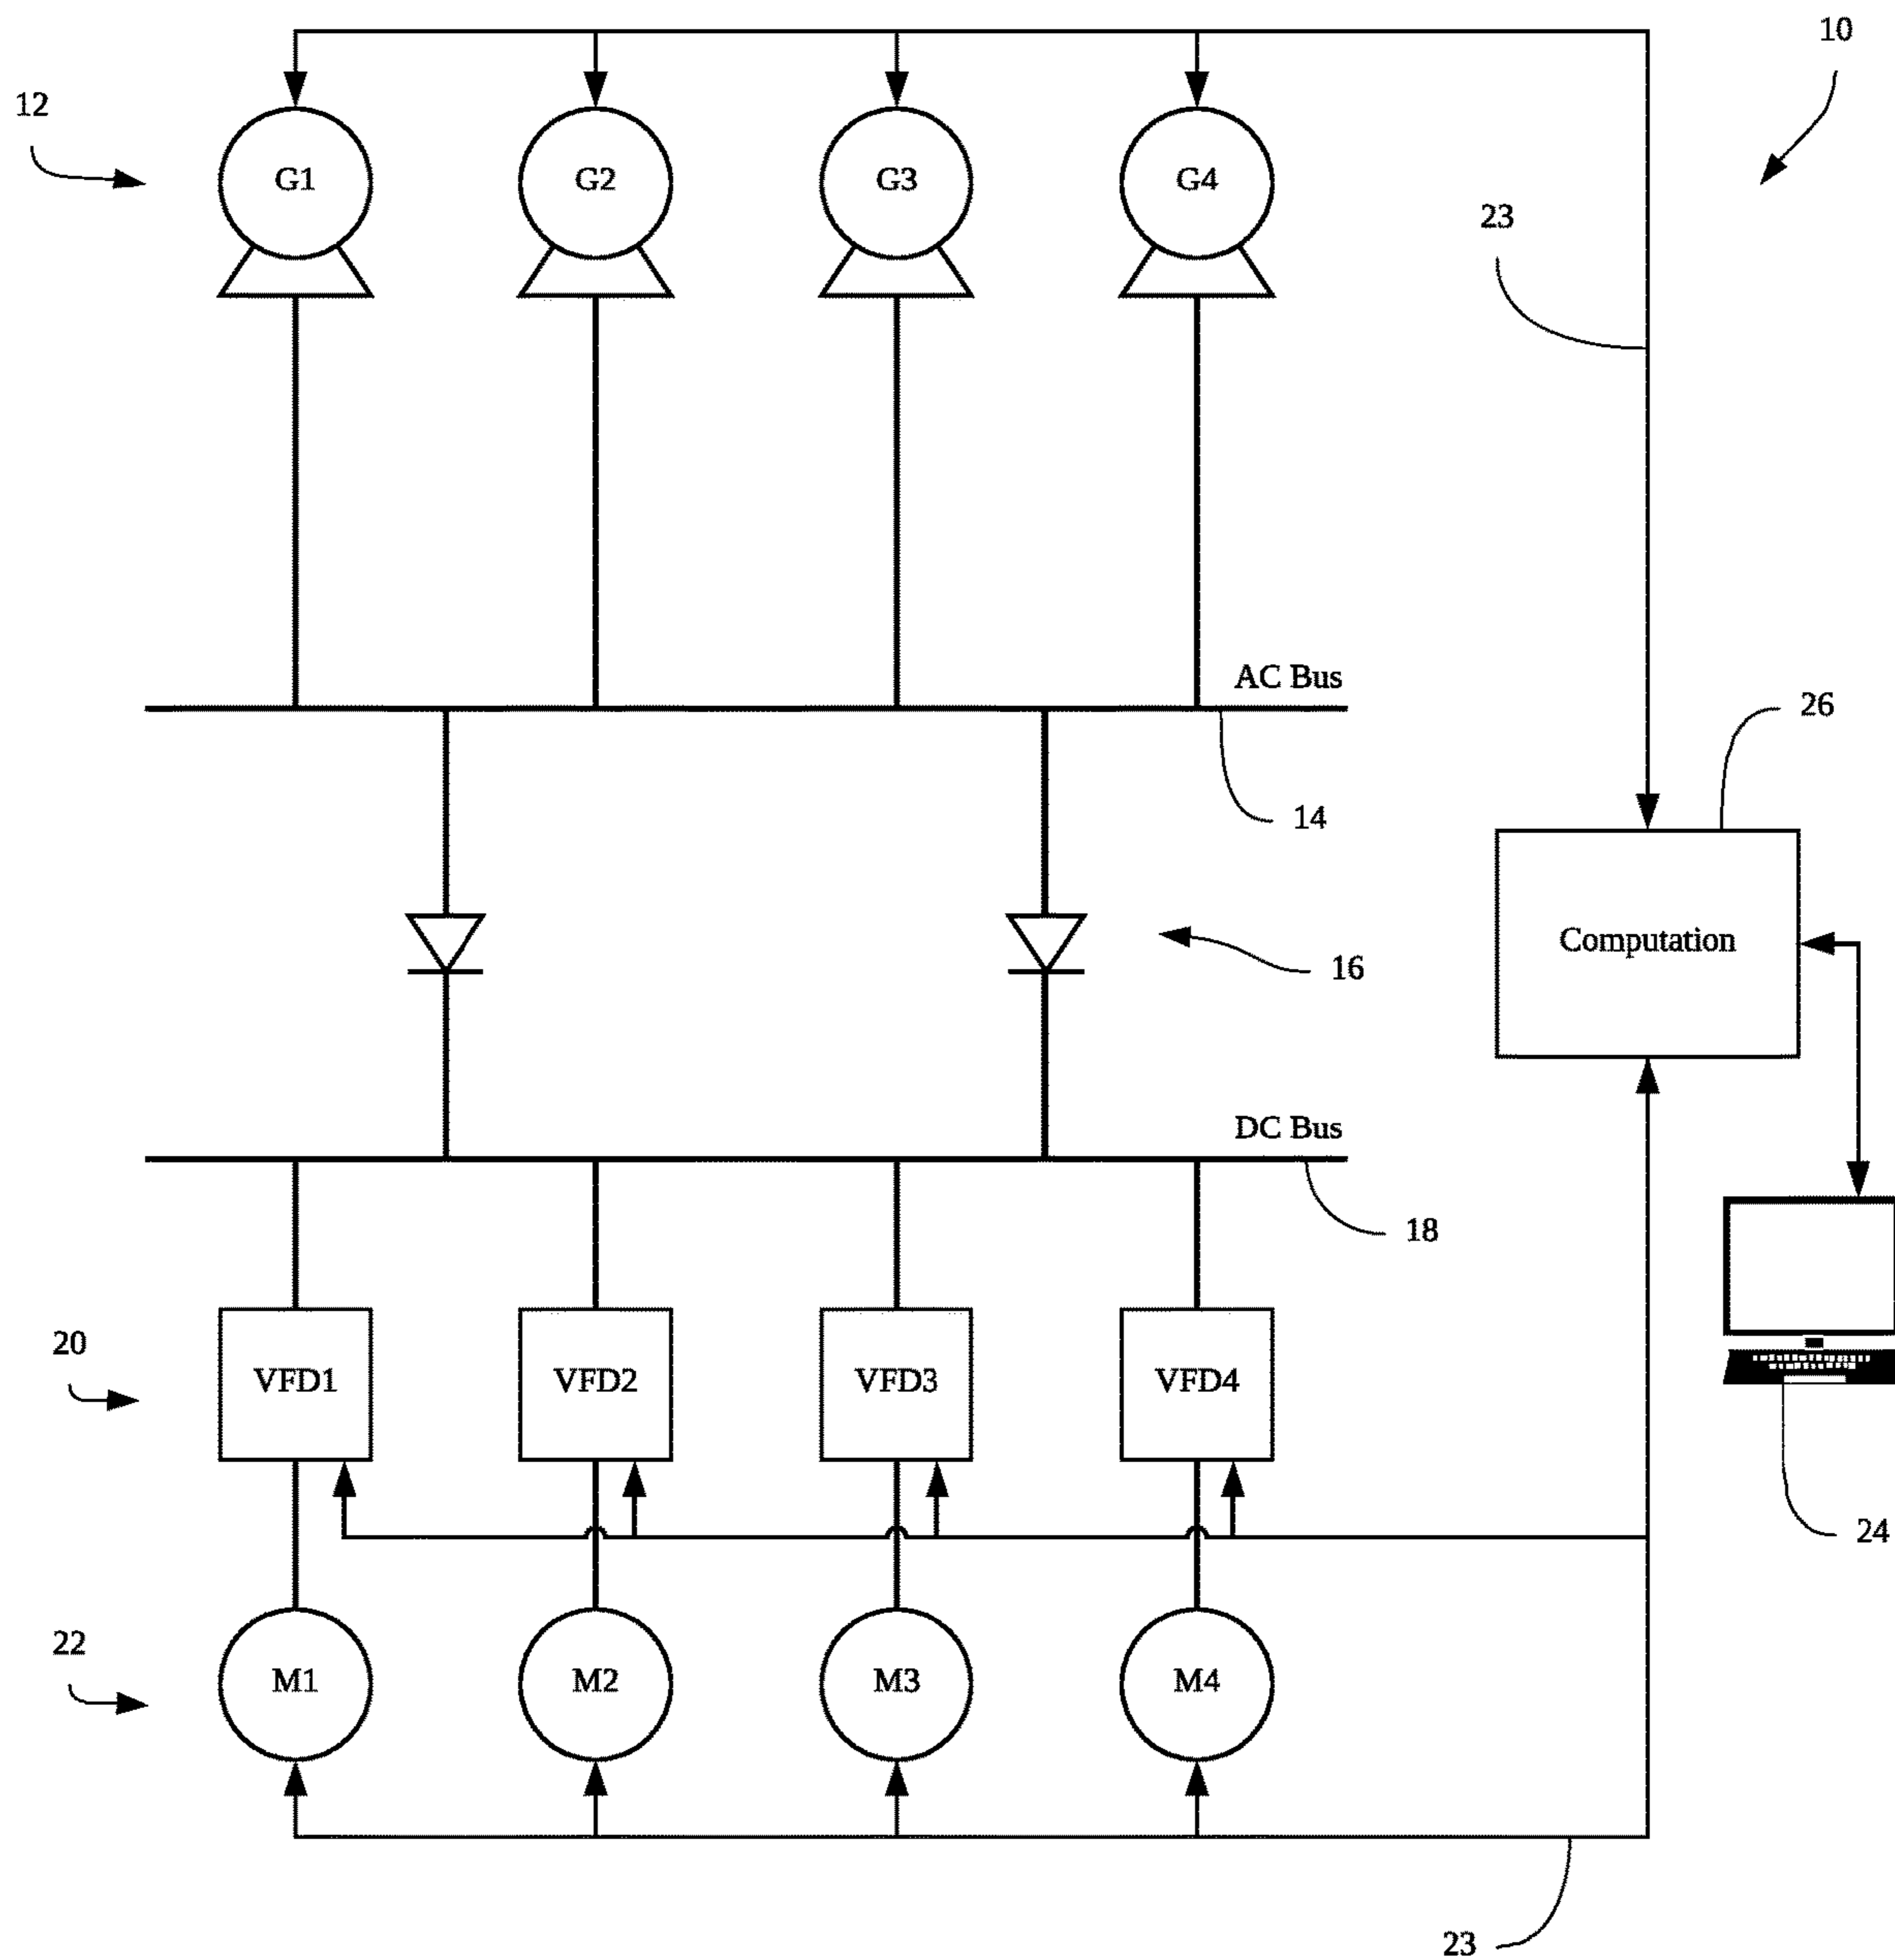 10
12
G1
G2
G3
G4
23
AC Bus
26
14
Computation
16
DC Bus
18
20
VFD1
VFD2
VFD3
VFD4
24
22
M1
M2
M3
M4
23